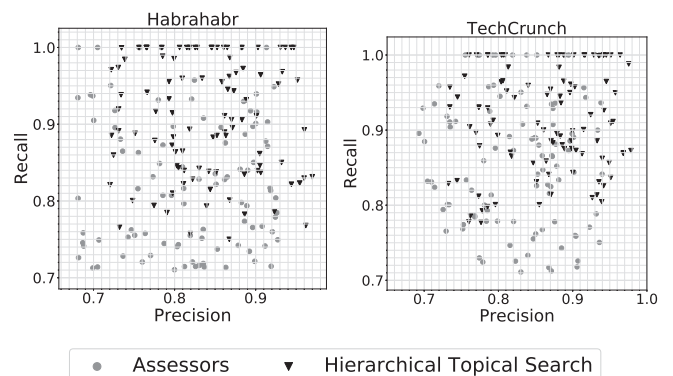 Habrahabr
TechCrunch
1.0
0.9
0.8
0.7
Recall
0.7 0.8 0.9
Precision
1.0
0.9
0.8
0.7
Recall
0.7 0.8 0.9 1.0
Precision
Assessors Hierarchical Topical Search